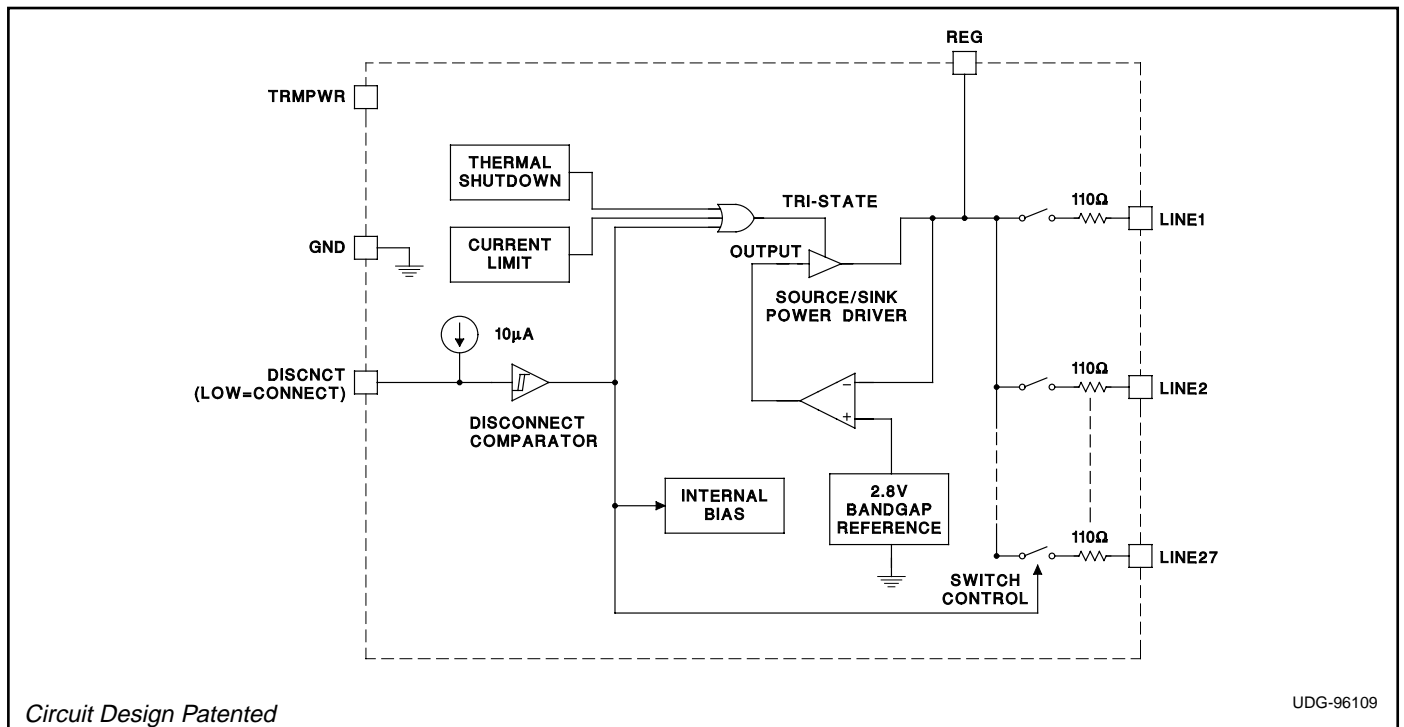 REG
TRMPWR
THERMAL
SHUTDOWN
110Ω
TRI-STATE
LINE1
GND
CURRENT
LIMIT
OUTPUT
SOURCE/SINK
POWER DRIVER
10μA
DISCNCT
(LOW=CONNECT)
110Ω
LINE2
−
+
DISCONNECT
COMPARATOR
INTERNAL
BIAS
2.8V
BANDGAP
REFERENCE
110Ω
LINE27
SWITCH
CONTROL
Circuit Design Patented
UDG-96109